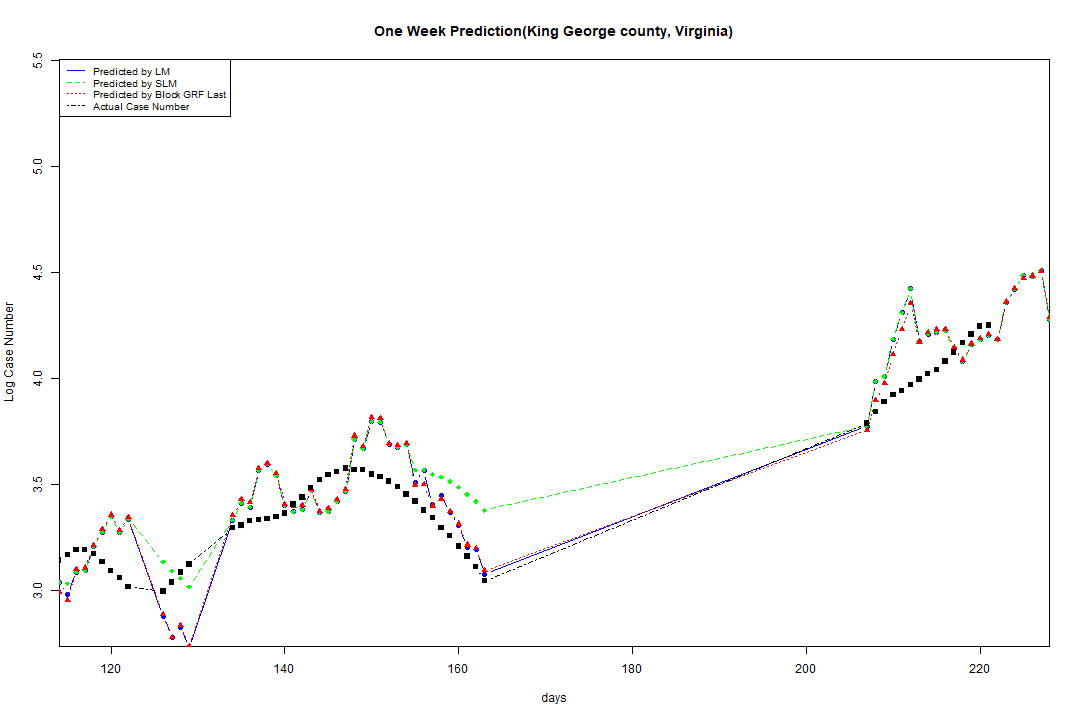 One Week Prediction(King George county, Virginia)
Predicted by LM
Predicted by SLM
Predicted by Block GRF Last
Actual Case Number
5.5
5.0
4.5
4.0
3.5
3.0
Log Case Number
120 140 160 180 200 220
days